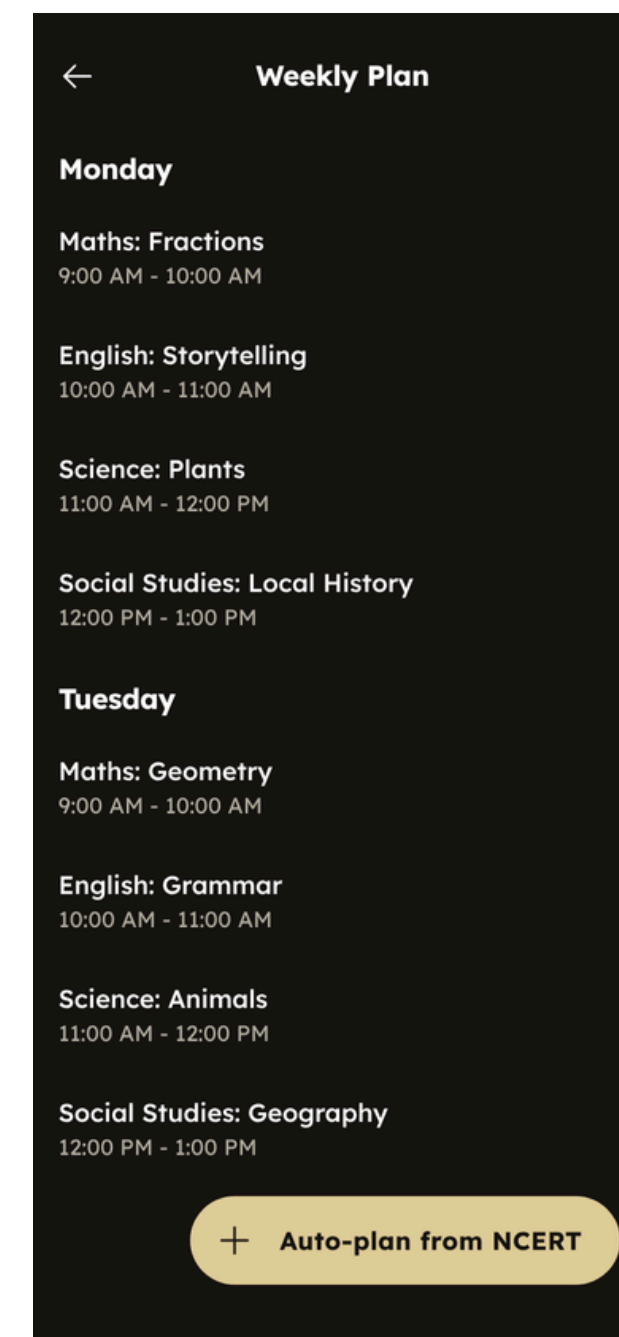 Weekly Plan
Monday
Maths: Fractions
9:00 AM - 10:00 AM
English: Storytelling
10:00 AM - 11:00 AM
Science: Plants
11:00 AM - 12:00 PM
Social Studies: Local History
12:00 PM - 1:00 PM
Tuesday
Maths: Geometry
9:00 AM - 10:00 AM
English: Grammar
10:00 AM - 11:00 AM
Science: Animals
11:00 AM - 12:00 PM
Social Studies: Geography
12:00 PM - 1:00 PM
Auto-plan from NCERT